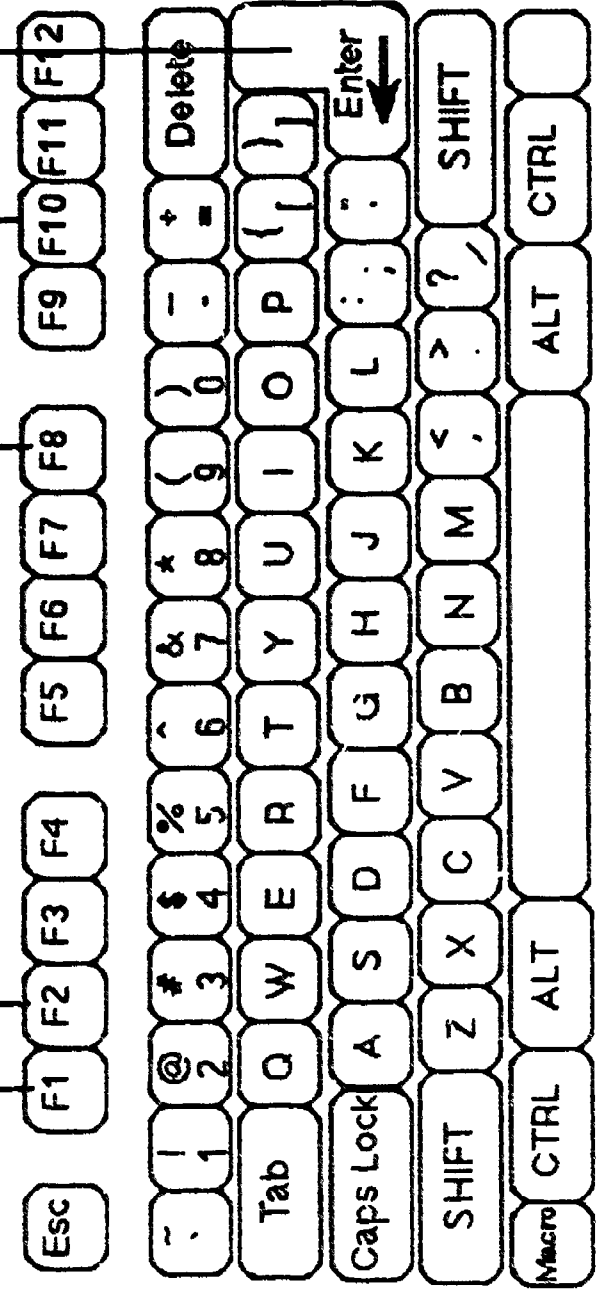 Esc F1 F2 F3 F4 F5 F6 F7 F8 F9 F10 F11 F12
~ ! @ # $ % ^ & * ( ) — + Delete
` 1 2 3 4 5 6 7 8 9 0 - =
Tab Q W E R T Y U I O P { [ } ]
Caps Lock A S D F G H J K L : ; " ' Enter
SHIFT Z X C V B N M < , > . ? / SHIFT
Macro CTRL ALT ALT CTRL